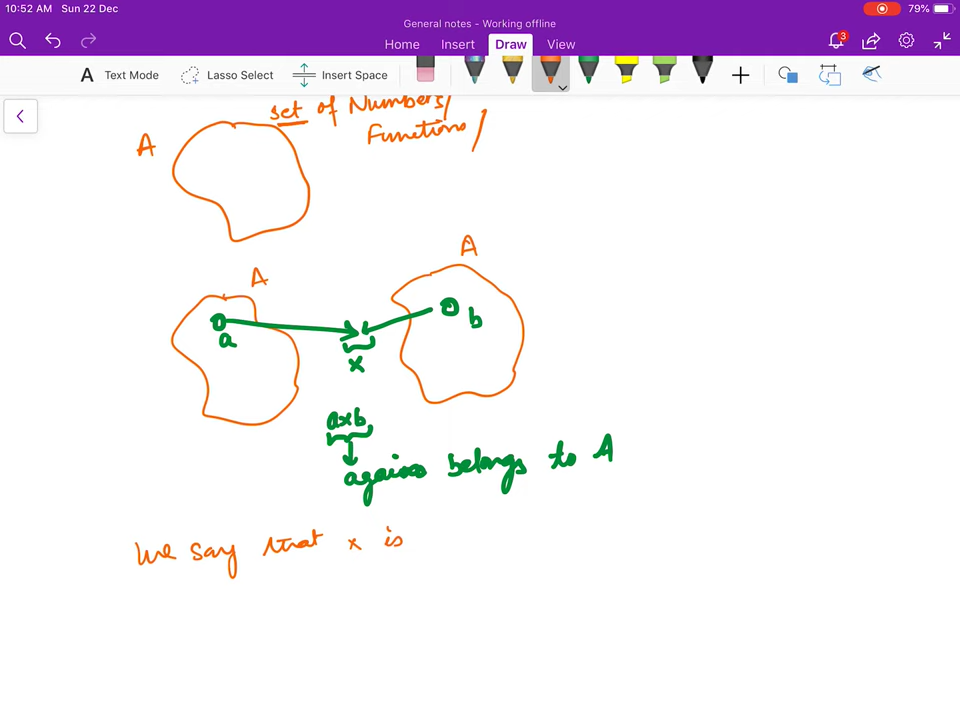 10:52 AM Sun 22 Dec
79%
General notes - Working offline
Home Insert Draw View
3
A Text Mode Lasso Select Insert Space
set of Numbers/
Functions/
A
A
A
a
b
x
axb
again belongs to A
We say that x is